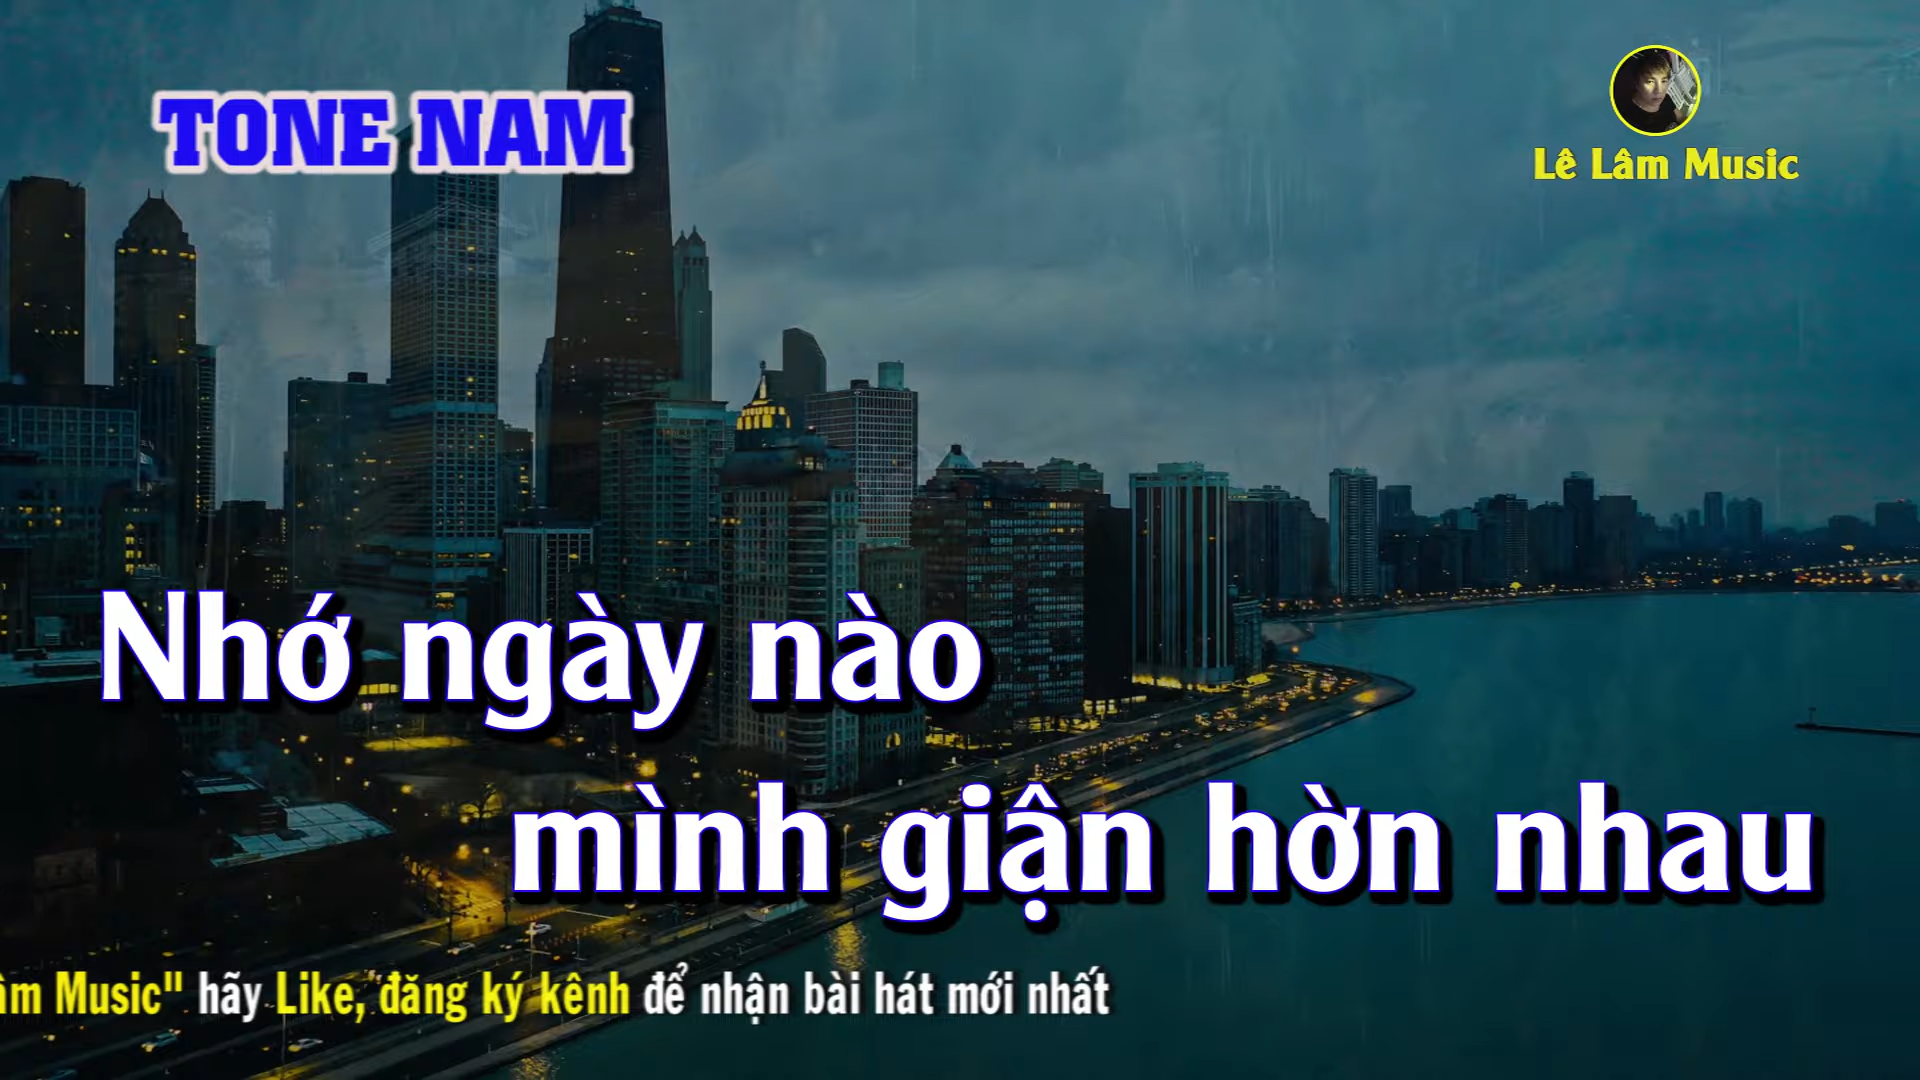 TONE NAM
Lê Lâm Music
Nhớ ngày nào
mình giận hờn nhau
Music" hãy Like, đăng ký kênh để nhận bài hát mới nhất